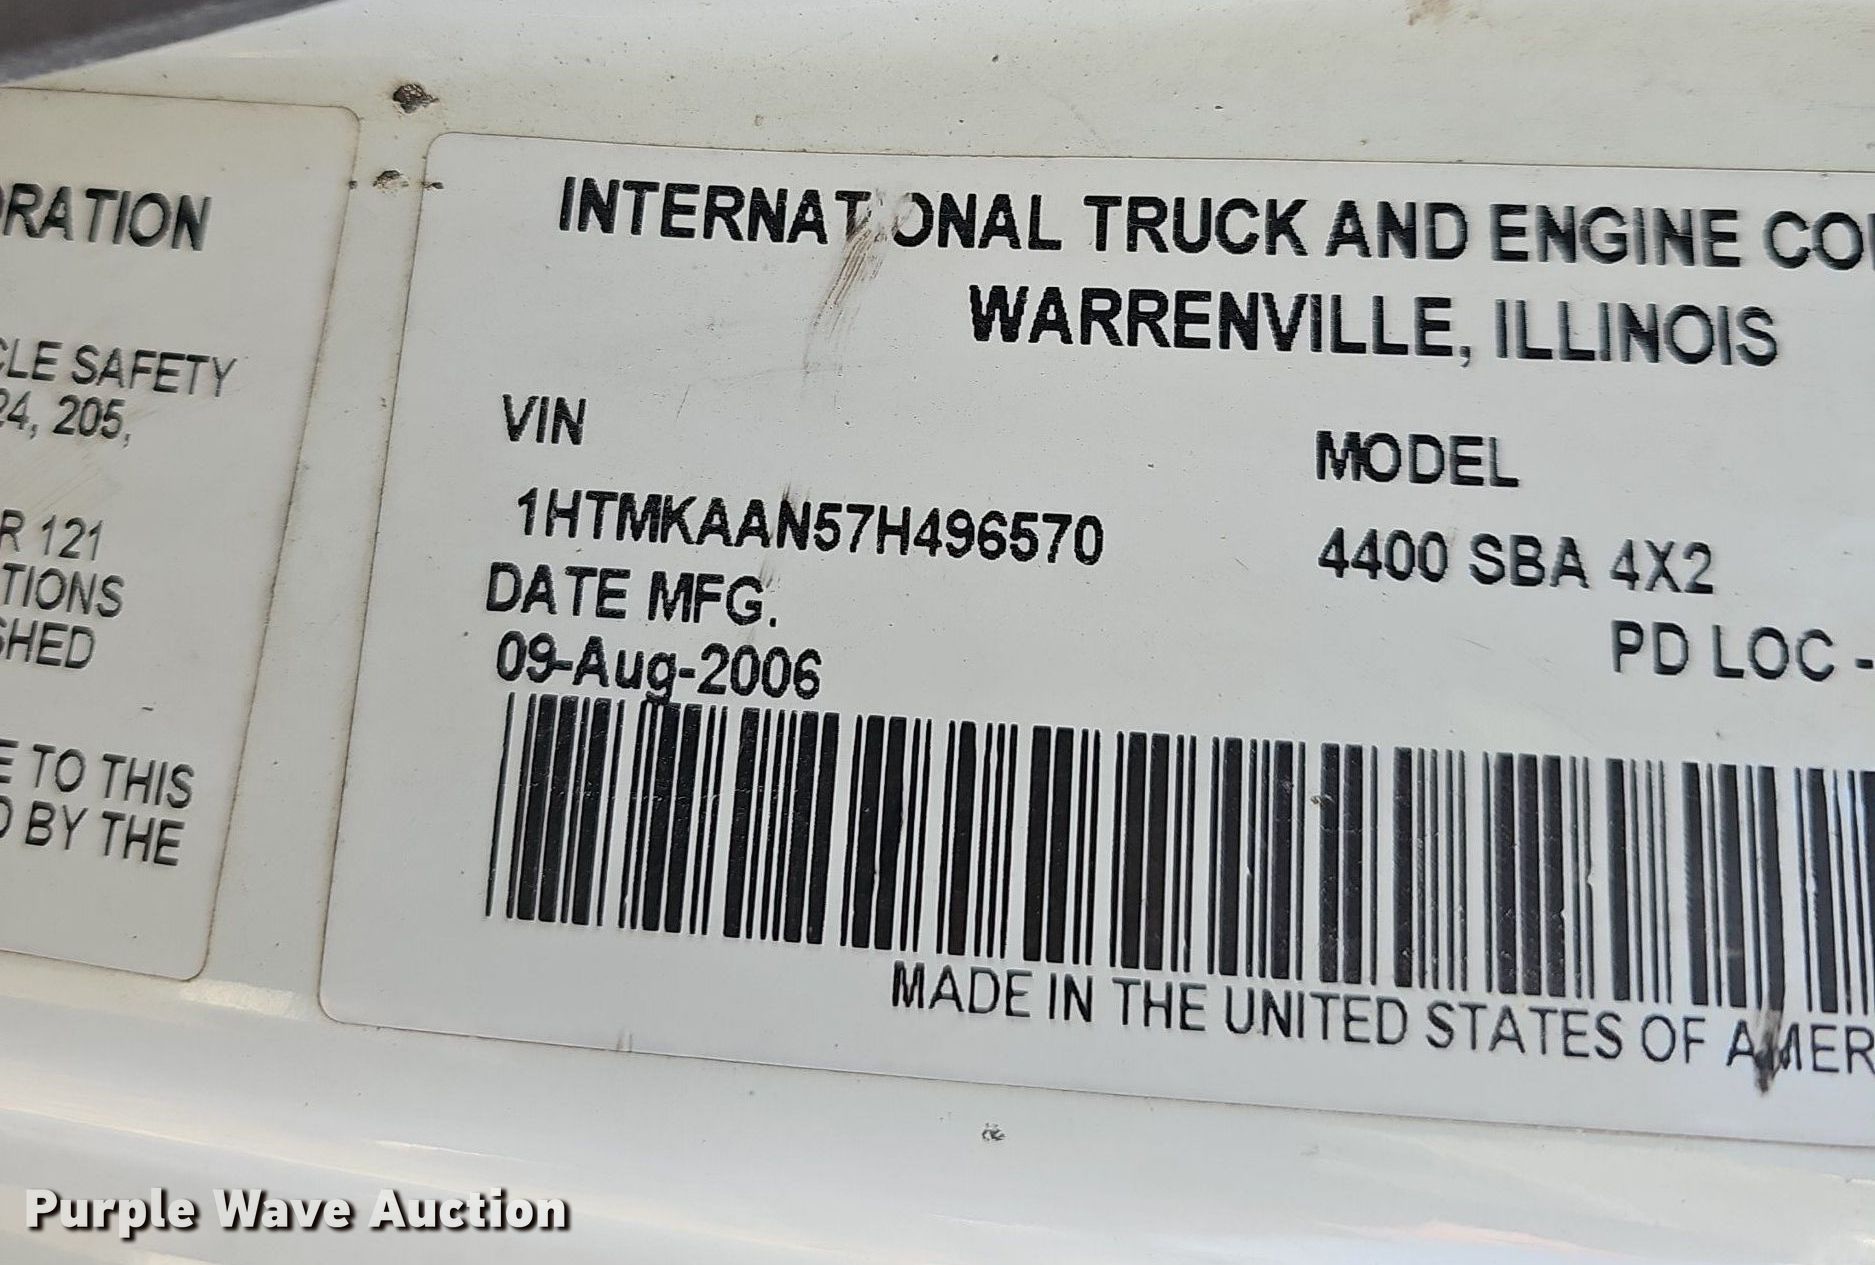 ORATION
CLE SAFETY
24, 205,
R 121
TIONS
SHED
E TO THIS
D BY THE
INTERNATIONAL TRUCK AND ENGINE CO
WARRENVILLE, ILLINOIS
VIN
MODEL
1HTMKAAN57H496570
4400 SBA 4X2
DATE MFG.
PD LOC -
09-Aug-2006
MADE IN THE UNITED STATES OF AMER
Purple Wave Auction